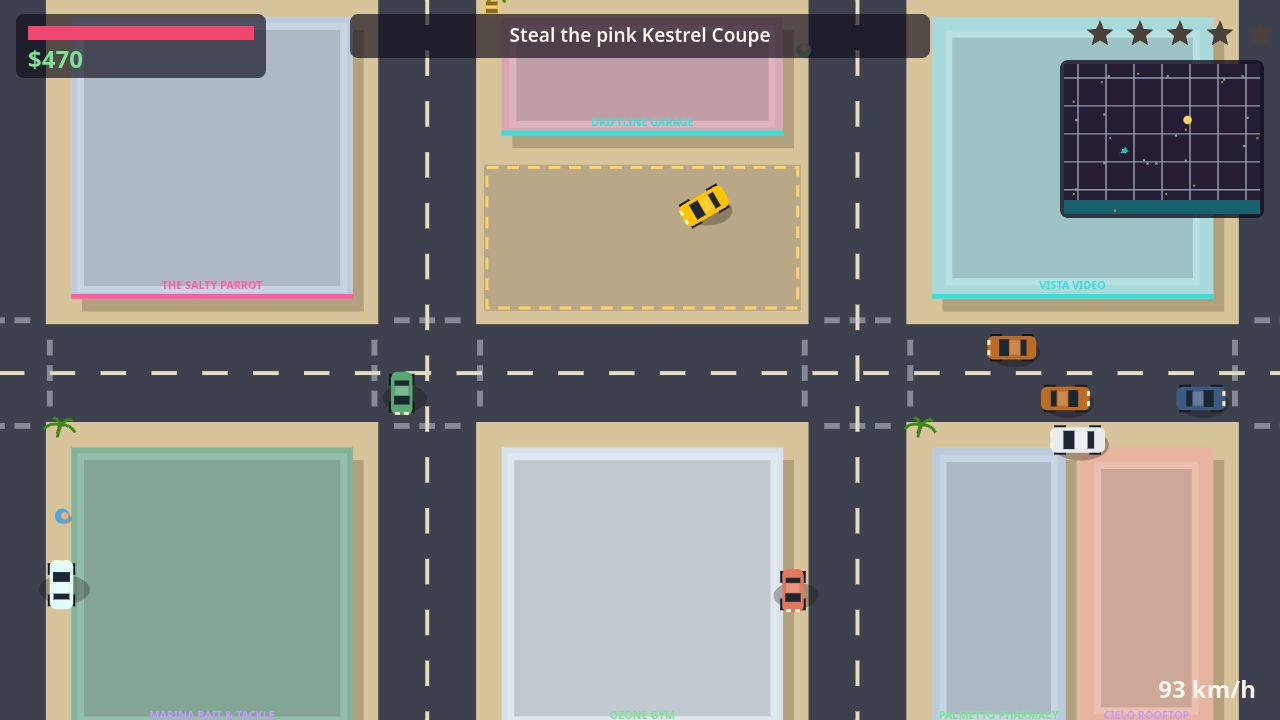 $470
Steal the pink Kestrel Coupe
DRIFTLINE GARAGE
THE SALTY PARROT
VISTA VIDEO
93 km/h
MARINA BAIT & TACKLE
OZONE GYM
PALMETTO PHARMACY
CIELO ROOFTOP